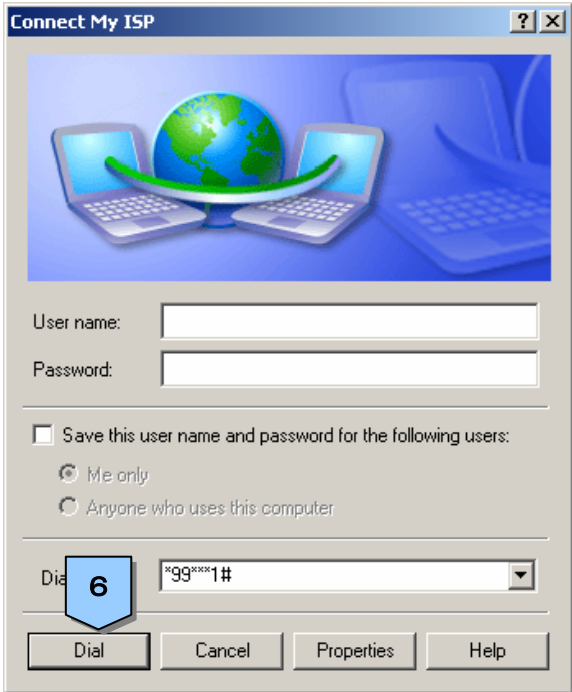 Connect My ISP
User name:
Password:
Save this user name and password for the following users:
Me only
Anyone who uses this computer
*99***1#
6
Dial
Cancel
Properties
Help